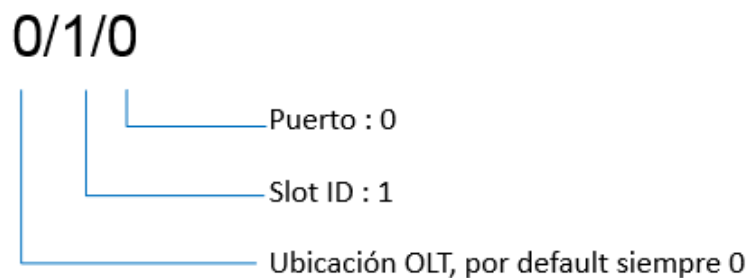 0/1/0
Puerto : 0
Slot ID : 1
Ubicación OLT, por default siempre 0